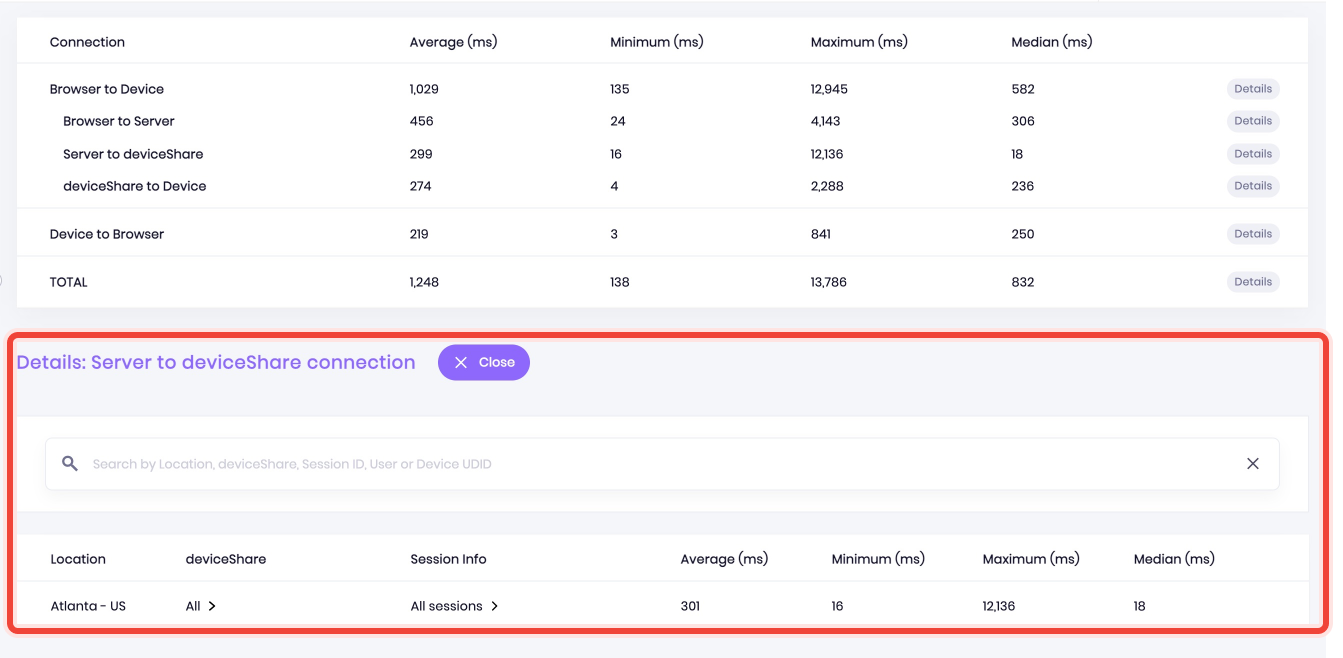 Connection Average (ms) Minimum (ms) Maximum (ms) Median (ms)
Browser to Device 1,029 135 12,945 582 Details
Browser to Server 456 24 4,143 306 Details
Server to deviceShare 299 16 12,136 18 Details
deviceShare to Device 274 4 2,288 236 Details
Device to Browser 219 3 841 250 Details
TOTAL 1,248 138 13,786 832 Details
Details: Server to deviceShare connection Close
Search by Location, deviceShare, Session ID, User or Device UDID
Location deviceShare Session Info Average (ms) Minimum (ms) Maximum (ms) Median (ms)
Atlanta - US All All sessions 301 16 12,136 18